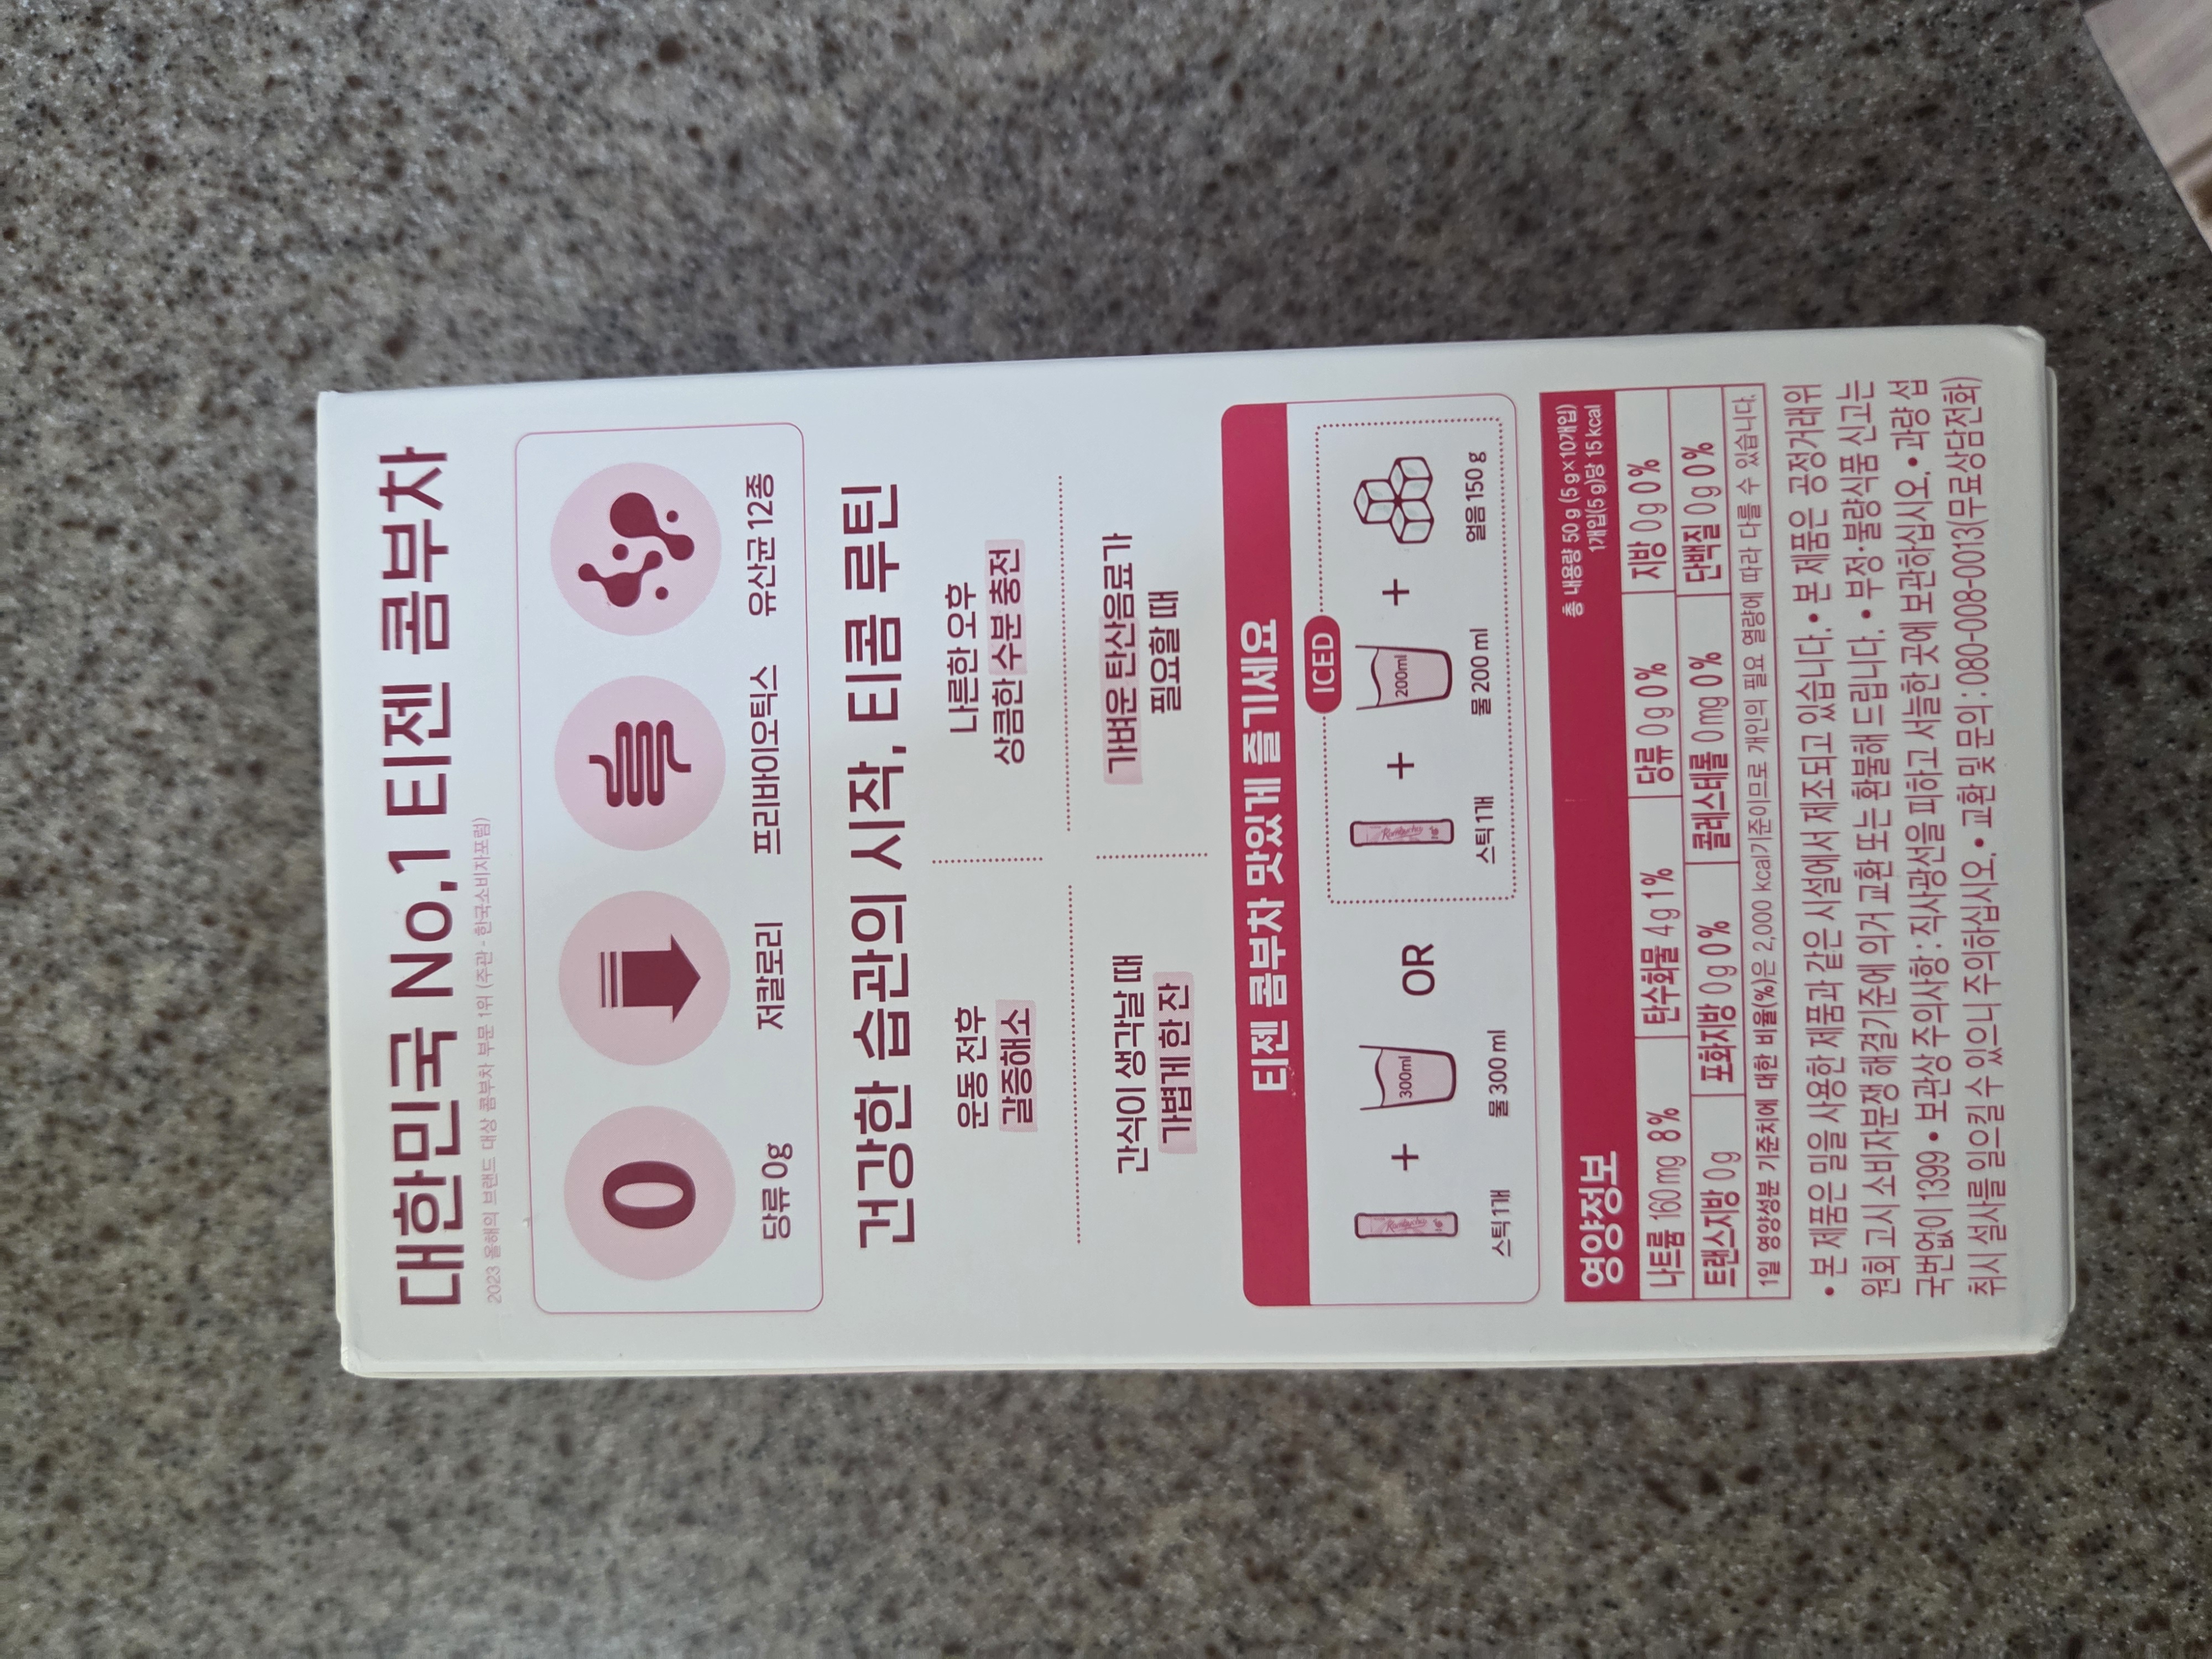 대한민국 No.1 티젠 콤부차
2023 올해의 브랜드 대상 콤부차 부문 1위 (주관 - 한국소비자포럼)
0
당류 0g
저칼로리
프리바이오틱스
유산균 12종
건강한 습관의 시작, 티콤 루틴
운동 전후
갈증해소
나른한 오후
상큼한 수분 충전
간식이 생각날 때
가볍게 한 잔
가벼운 탄산음료가
필요할 때
티젠 콤부차 맛있게 즐기세요
Kombucha
+
300ml
스틱 1개
물 300 ml
OR
ICED
Kombucha
+
200ml
+
스틱 1개
물 200 ml
얼음 150 g
영양정보
총 내용량 50 g (5 g×10개입)
1개입(5 g)당 15 kcal
나트륨 160 mg 8% 탄수화물 4 g 1% 당류 0 g 0% 지방 0 g 0%
트랜스지방 0 g 포화지방 0 g 0% 콜레스테롤 0 mg 0% 단백질 0 g 0%
1일 영양성분 기준치에 대한 비율(%)은 2,000 kcal기준이므로 개인의 필요 열량에 따라 다를 수 있습니다.
• 본 제품은 밀을 사용한 제품과 같은 시설에서 제조되고 있습니다. • 본 제품은 공정거래위
원회 고시 소비자분쟁 해결기준에 의거 교환 또는 환불해 드립니다. • 부정·불량식품 신고는
국번없이 1399 • 보관상 주의사항 : 직사광선을 피하고 서늘한 곳에 보관하십시오. • 과량 섭
취시 설사를 일으킬 수 있으니 주의하십시오. • 교환 및 문의 : 080-008-0013(무료상담전화)